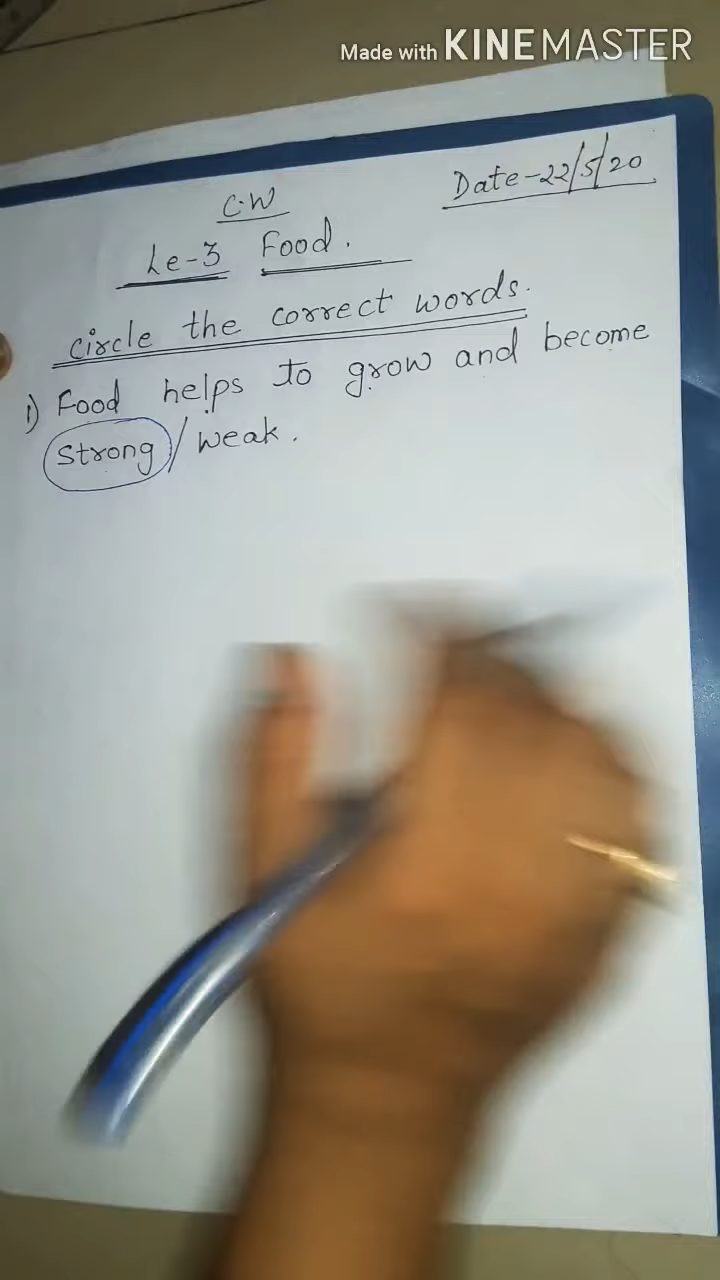 Made with KINEMASTER
C.W
Date-22/5/20
Le-3 Food.
circle the correct words.
1) Food helps to grow and become
Strong / weak.